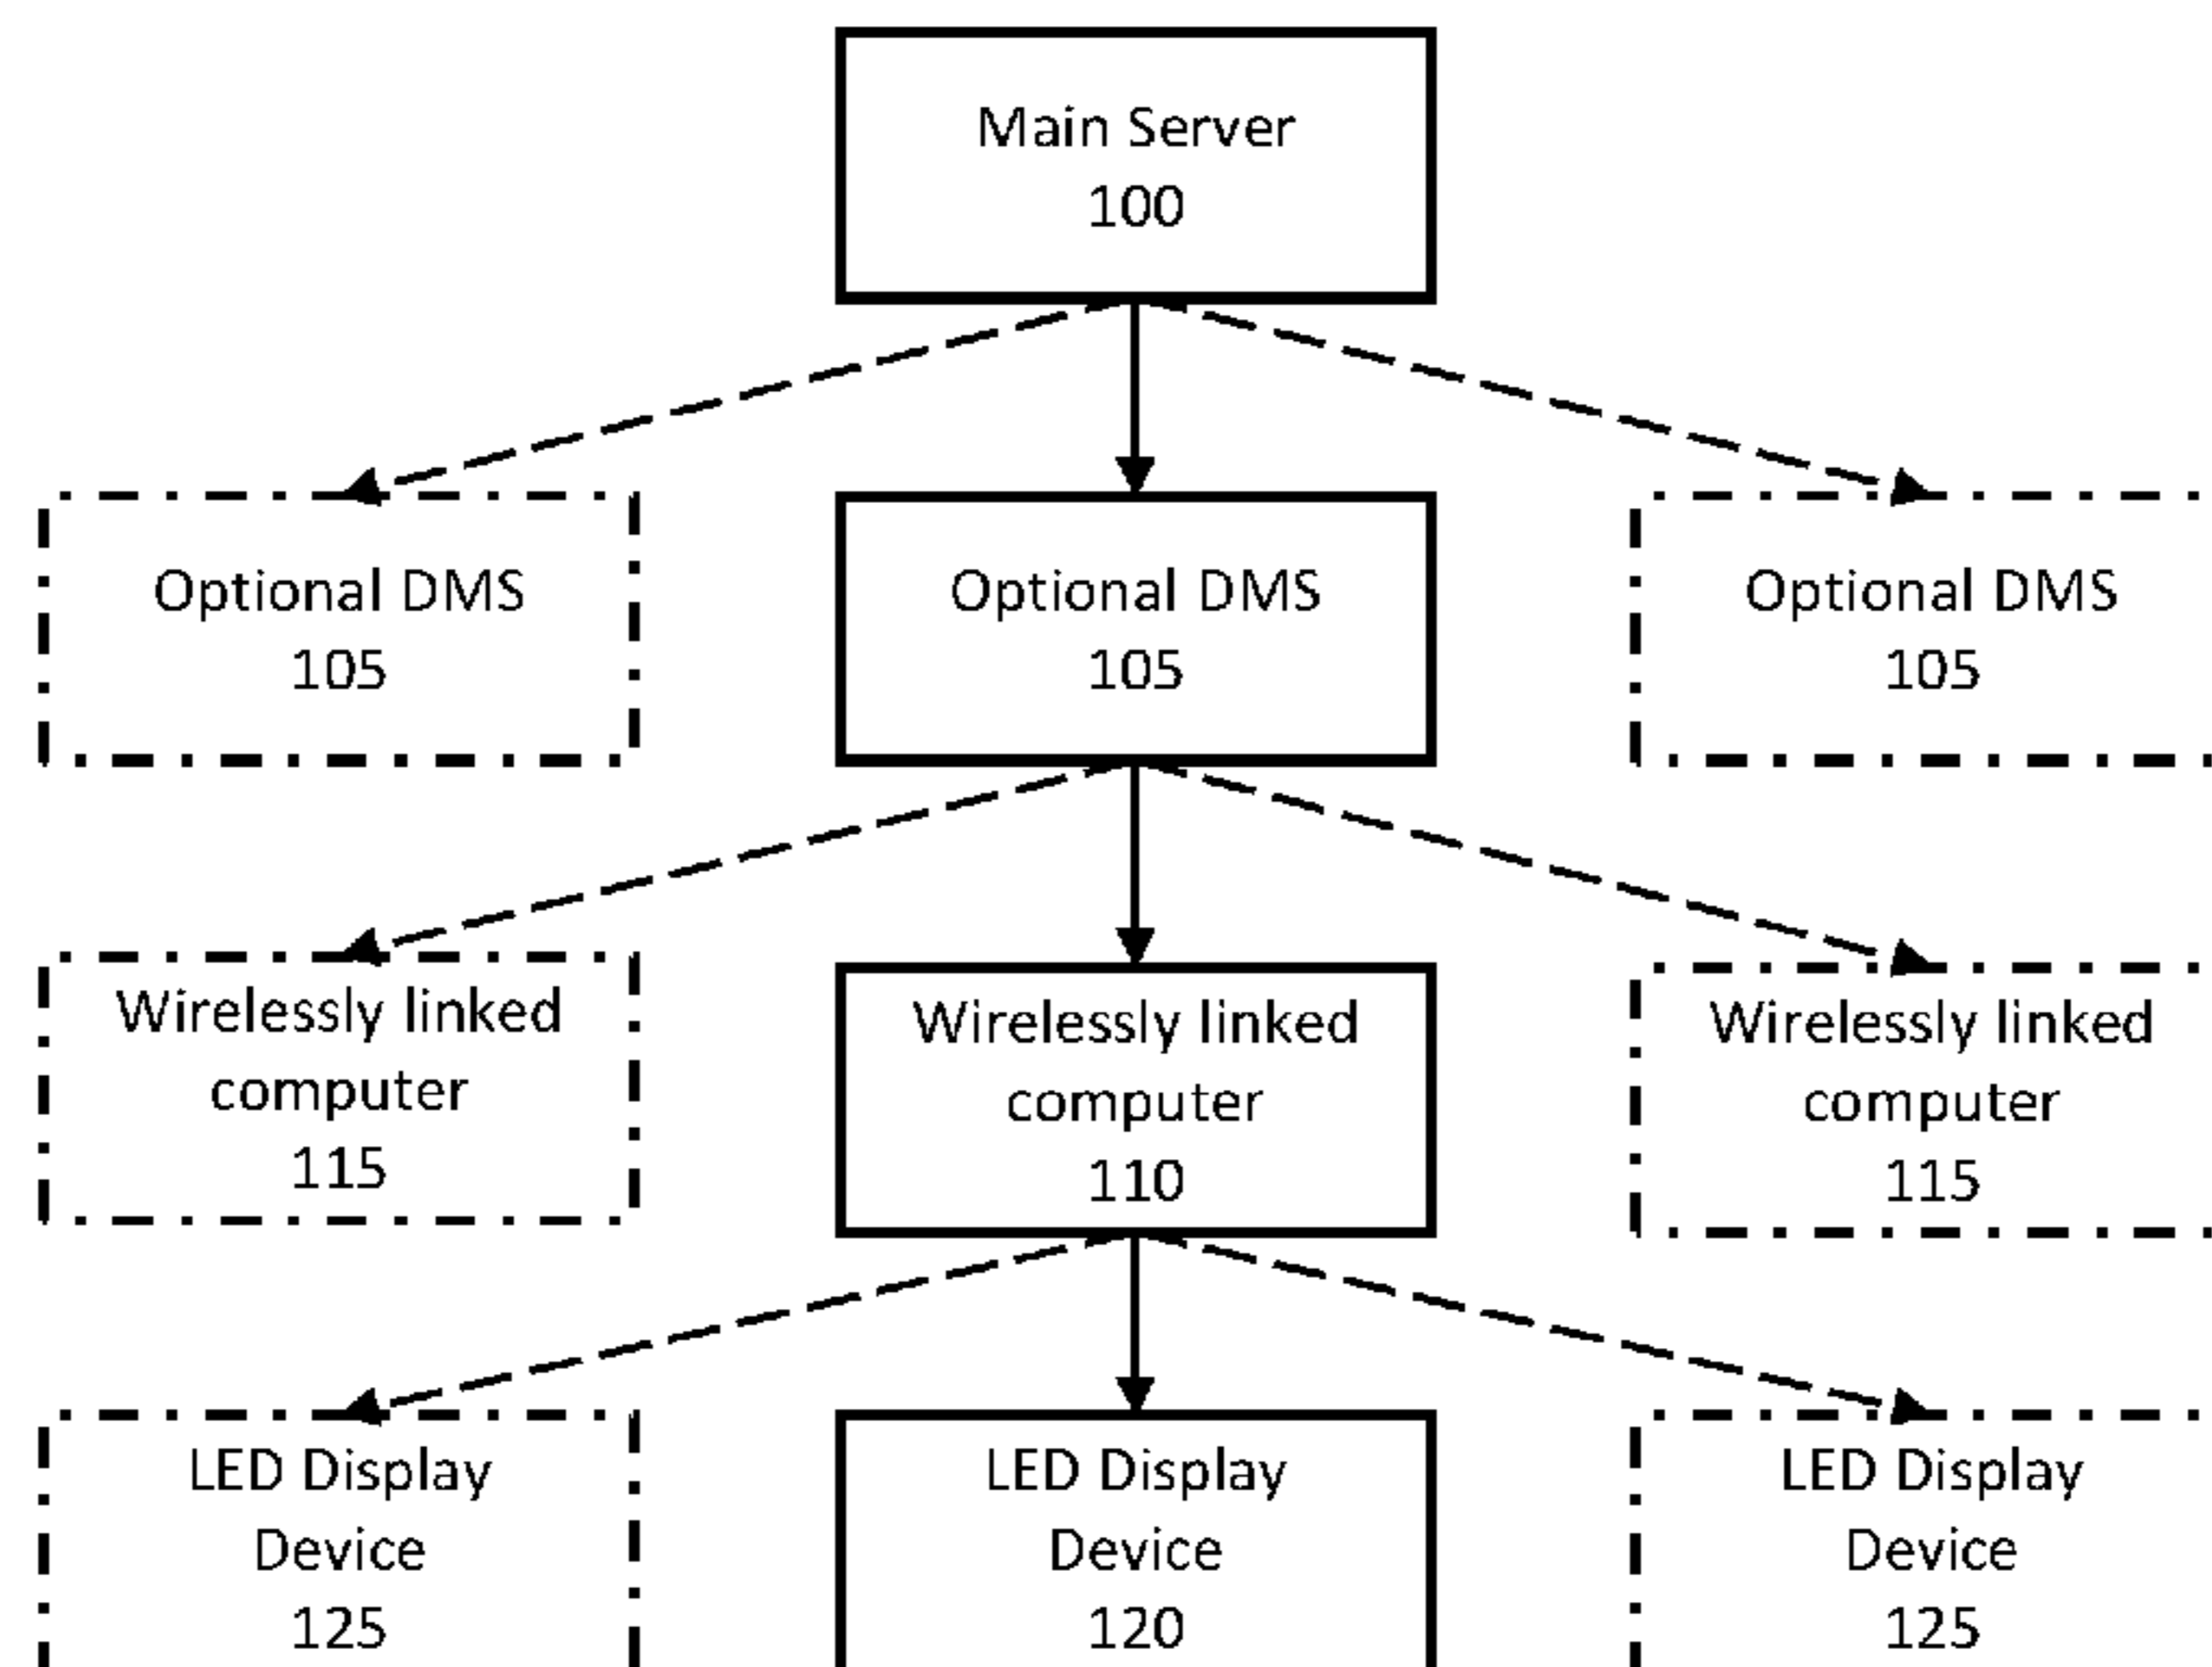 Main Server
100
Optional DMS
105
Optional DMS
105
Optional DMS
105
Wirelessly linked
computer
115
Wirelessly linked
computer
110
Wirelessly linked
computer
115
LED Display
Device
125
LED Display
Device
120
LED Display
Device
125